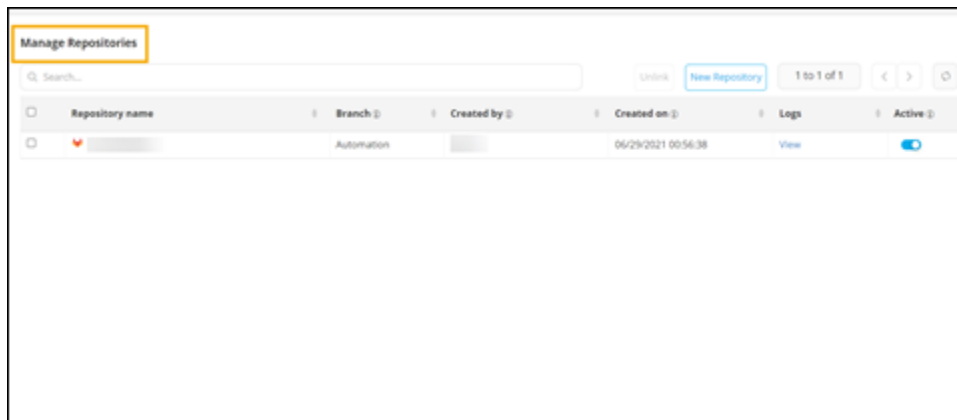 Manage Repositories
Search... Unlink New Repository 1 to 1 of 1
Repository name Branch Created by Created on Logs Active
Automation 06/29/2021 00:56:38 View